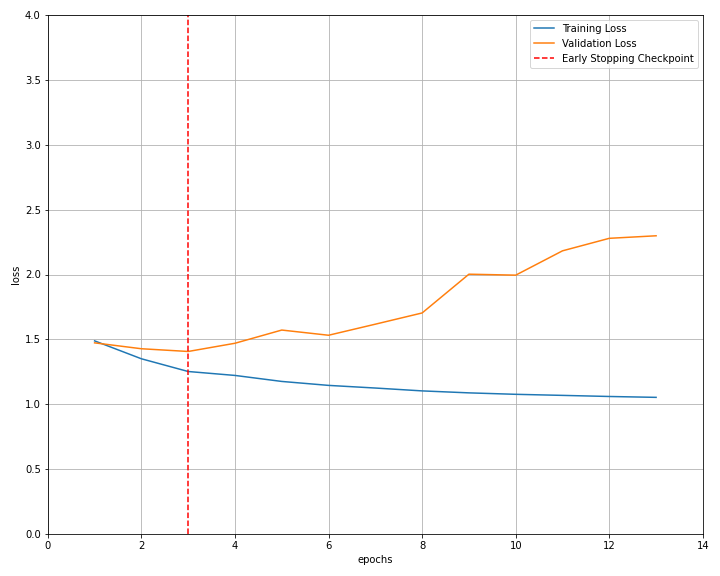 Training Loss
Validation Loss
Early Stopping Checkpoint
4.0
3.5
3.0
2.5
2.0
1.5
1.0
0.5
0.0
loss
0 2 4 6 8 10 12 14
epochs